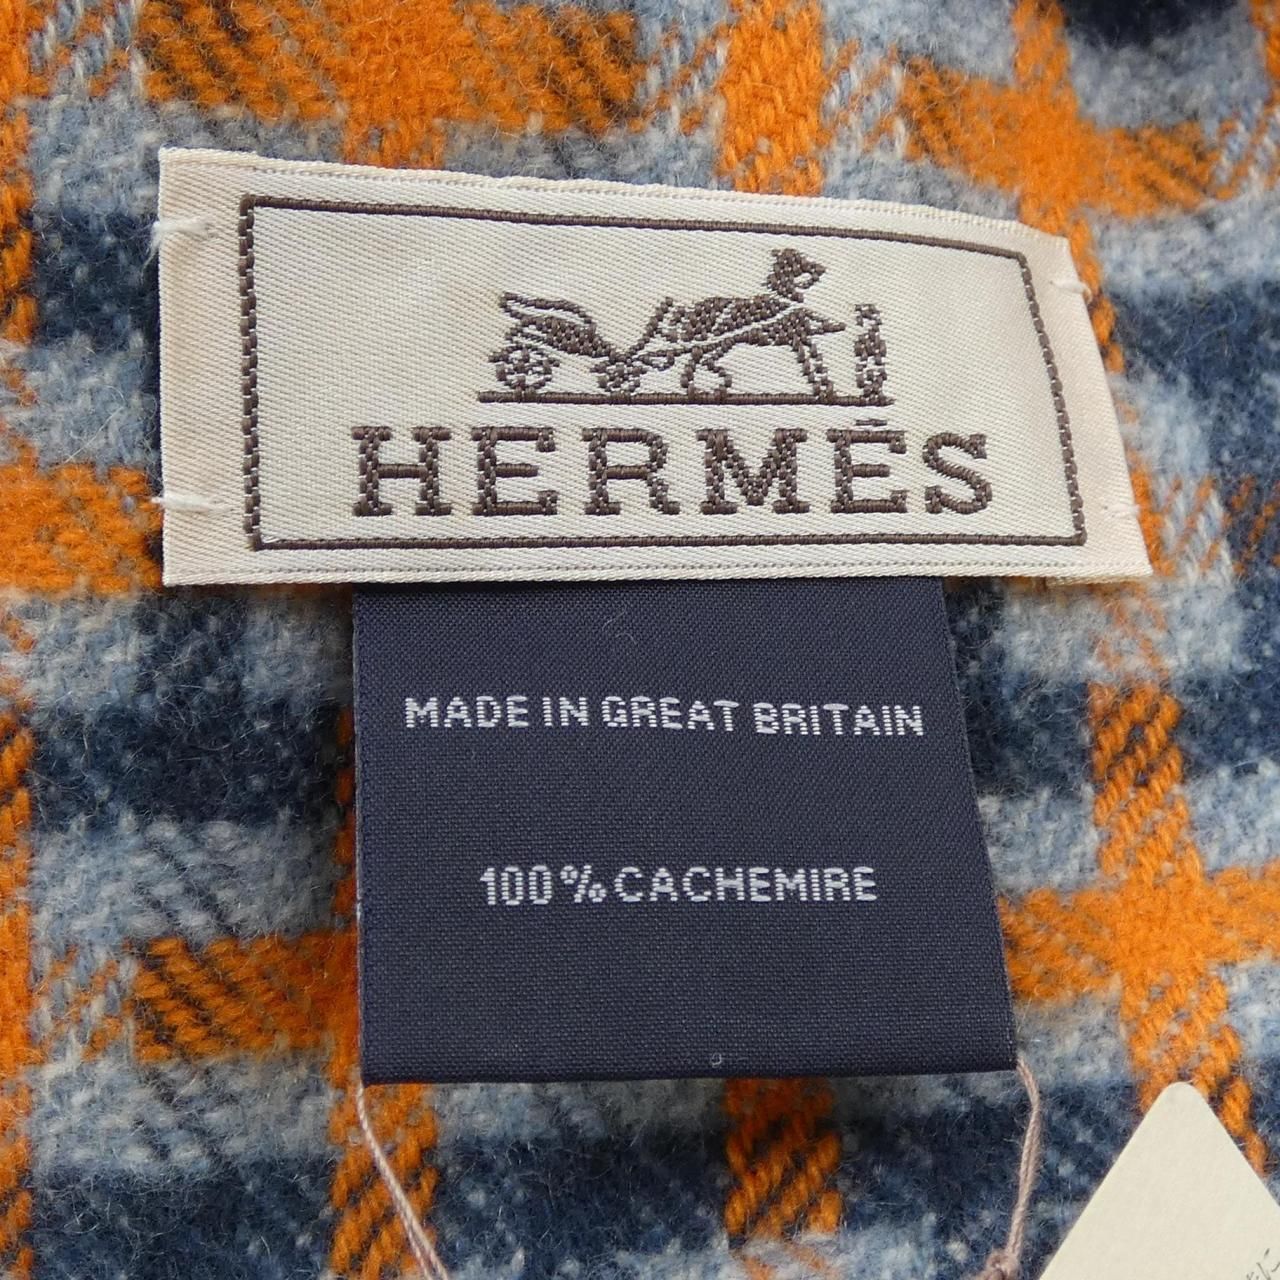 HERMÈS
MADE IN GREAT BRITAIN
100% CACHEMIRE